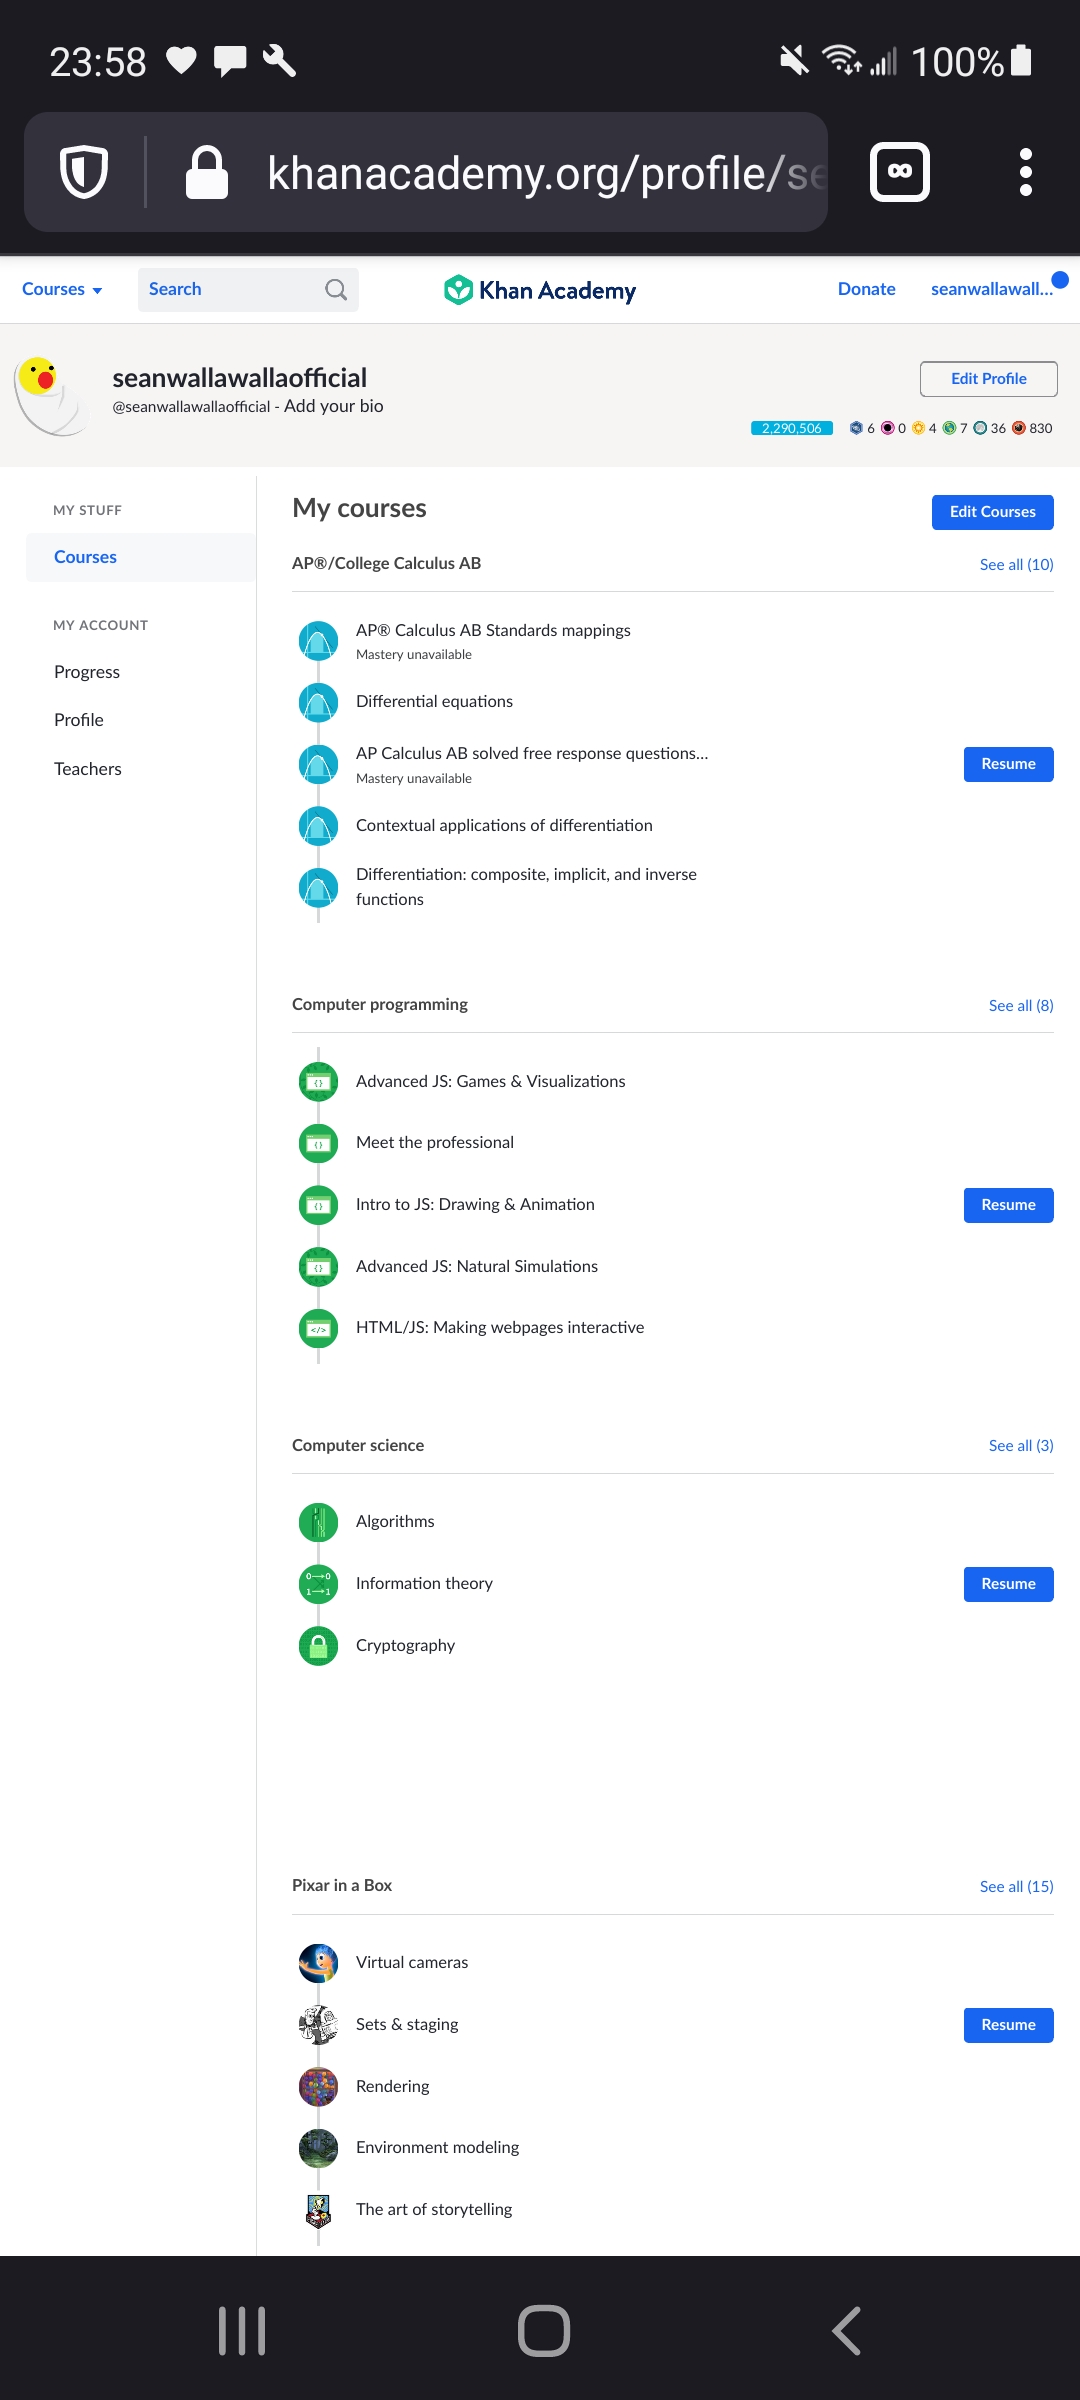 23:58
100%
khanacademy.org/profile/se
Courses
Search
Khan Academy
Donate
seanwallawall...
seanwallawallaofficial
@seanwallawallaofficial - Add your bio
Edit Profile
2,290,506 6 0 4 7 36 830
MY STUFF
Courses
MY ACCOUNT
Progress
Profile
Teachers
My courses
Edit Courses
AP®/College Calculus AB
See all (10)
AP® Calculus AB Standards mappings
Mastery unavailable
Differential equations
AP Calculus AB solved free response questions...
Mastery unavailable
Resume
Contextual applications of differentiation
Differentiation: composite, implicit, and inverse
functions
Computer programming
See all (8)
Advanced JS: Games & Visualizations
Meet the professional
Intro to JS: Drawing & Animation
Resume
Advanced JS: Natural Simulations
HTML/JS: Making webpages interactive
Computer science
See all (3)
Algorithms
Information theory
Resume
Cryptography
Pixar in a Box
See all (15)
Virtual cameras
Sets & staging
Resume
Rendering
Environment modeling
The art of storytelling